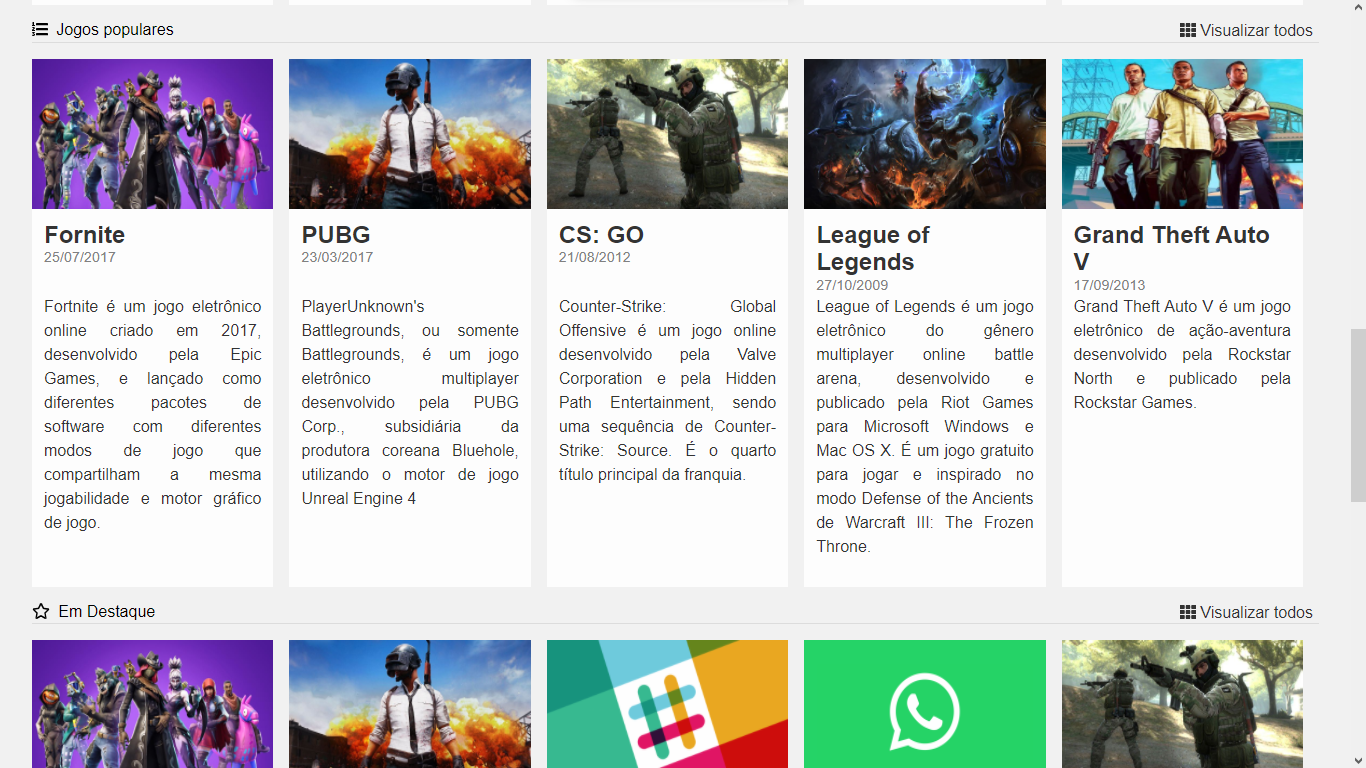 Jogos populares
Visualizar todos
Fornite
25/07/2017
Fortnite é um jogo eletrônico
online criado em 2017,
desenvolvido pela Epic
Games, e lançado como
diferentes pacotes de
software com diferentes
modos de jogo que
compartilham a mesma
jogabilidade e motor gráfico
de jogo.
PUBG
23/03/2017
PlayerUnknown's
Battlegrounds, ou somente
Battlegrounds, é um jogo
eletrônico multiplayer
desenvolvido pela PUBG
Corp., subsidiária da
produtora coreana Bluehole,
utilizando o motor de jogo
Unreal Engine 4
CS: GO
21/08/2012
Counter-Strike: Global
Offensive é um jogo online
desenvolvido pela Valve
Corporation e pela Hidden
Path Entertainment, sendo
uma sequência de Counter-
Strike: Source. É o quarto
título principal da franquia.
League of
Legends
27/10/2009
League of Legends é um jogo
eletrônico do gênero
multiplayer online battle
arena, desenvolvido e
publicado pela Riot Games
para Microsoft Windows e
Mac OS X. É um jogo gratuito
para jogar e inspirado no
modo Defense of the Ancients
de Warcraft III: The Frozen
Throne.
Grand Theft Auto
V
17/09/2013
Grand Theft Auto V é um jogo
eletrônico de ação-aventura
desenvolvido pela Rockstar
North e publicado pela
Rockstar Games.
Em Destaque
Visualizar todos